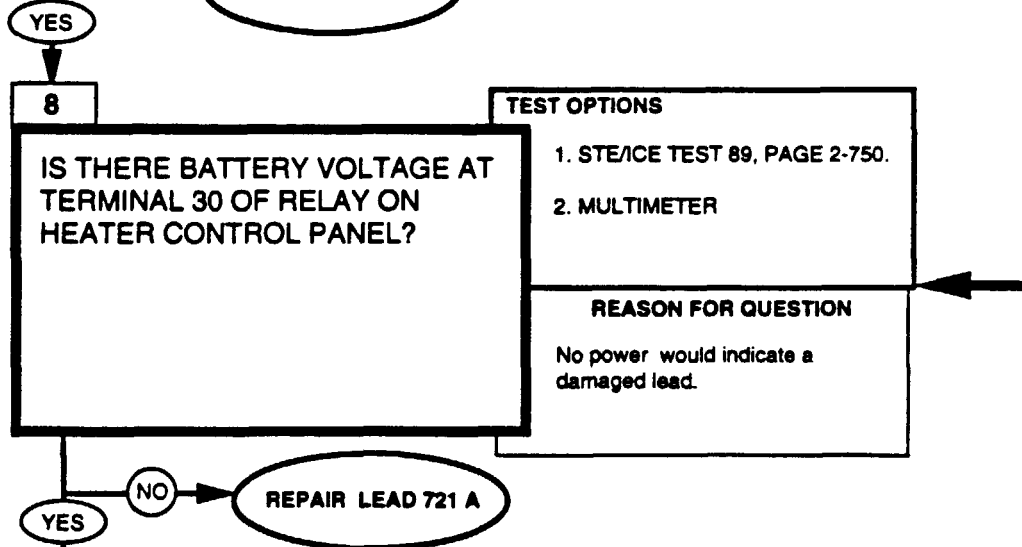 YES
8
IS THERE BATTERY VOLTAGE AT
TERMINAL 30 OF RELAY ON
HEATER CONTROL PANEL?
TEST OPTIONS
1. STE/ICE TEST 89, PAGE 2-750.
2. MULTIMETER
REASON FOR QUESTION
No power would indicate a
damaged lead.
NO
REPAIR LEAD 721 A
YES